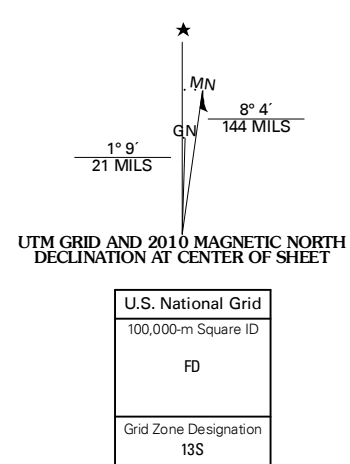 ★
MN
GN
8° 4´
144 MILS
1° 9´
21 MILS
UTM GRID AND 2010 MAGNETIC NORTH
DECLINATION AT CENTER OF SHEET
U.S. National Grid
100,000-m Square ID
FD
Grid Zone Designation
13S